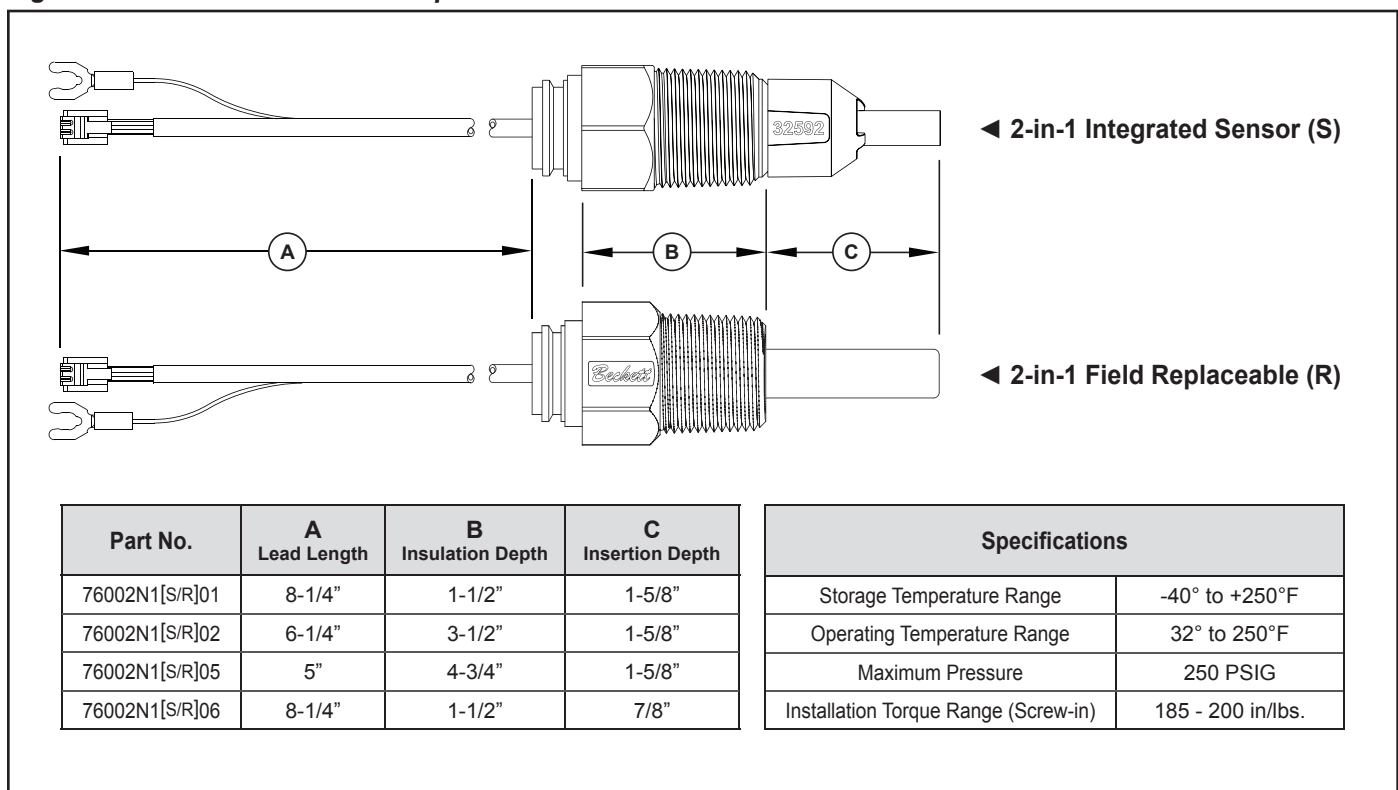 32592
◄ 2-in-1 Integrated Sensor (S)
A
B
C
Beckett
◄ 2-in-1 Field Replaceable (R)
Part No. A Lead Length B Insulation Depth C Insertion Depth
76002N1[S/R]01 8-1/4” 1-1/2” 1-5/8”
76002N1[S/R]02 6-1/4” 3-1/2” 1-5/8”
76002N1[S/R]05 5” 4-3/4” 1-5/8”
76002N1[S/R]06 8-1/4” 1-1/2” 7/8”
Specifications
Storage Temperature Range -40° to +250°F
Operating Temperature Range 32° to 250°F
Maximum Pressure 250 PSIG
Installation Torque Range (Screw-in) 185 - 200 in/lbs.